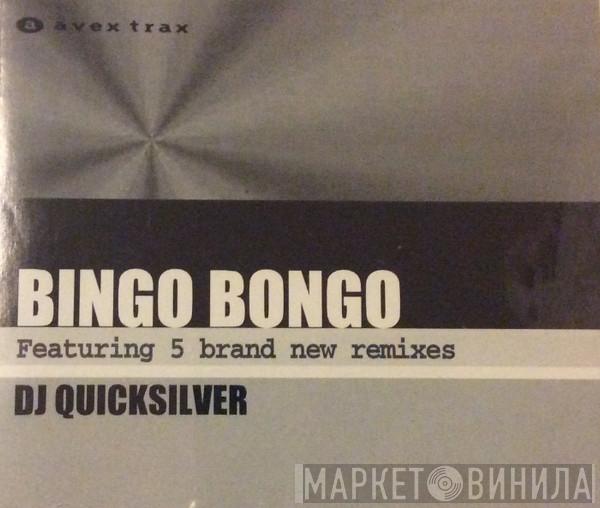 a avex trax
BINGO BONGO
Featuring 5 brand new remixes
DJ QUICKSILVER
МАРКЕТ ВИНИЛА